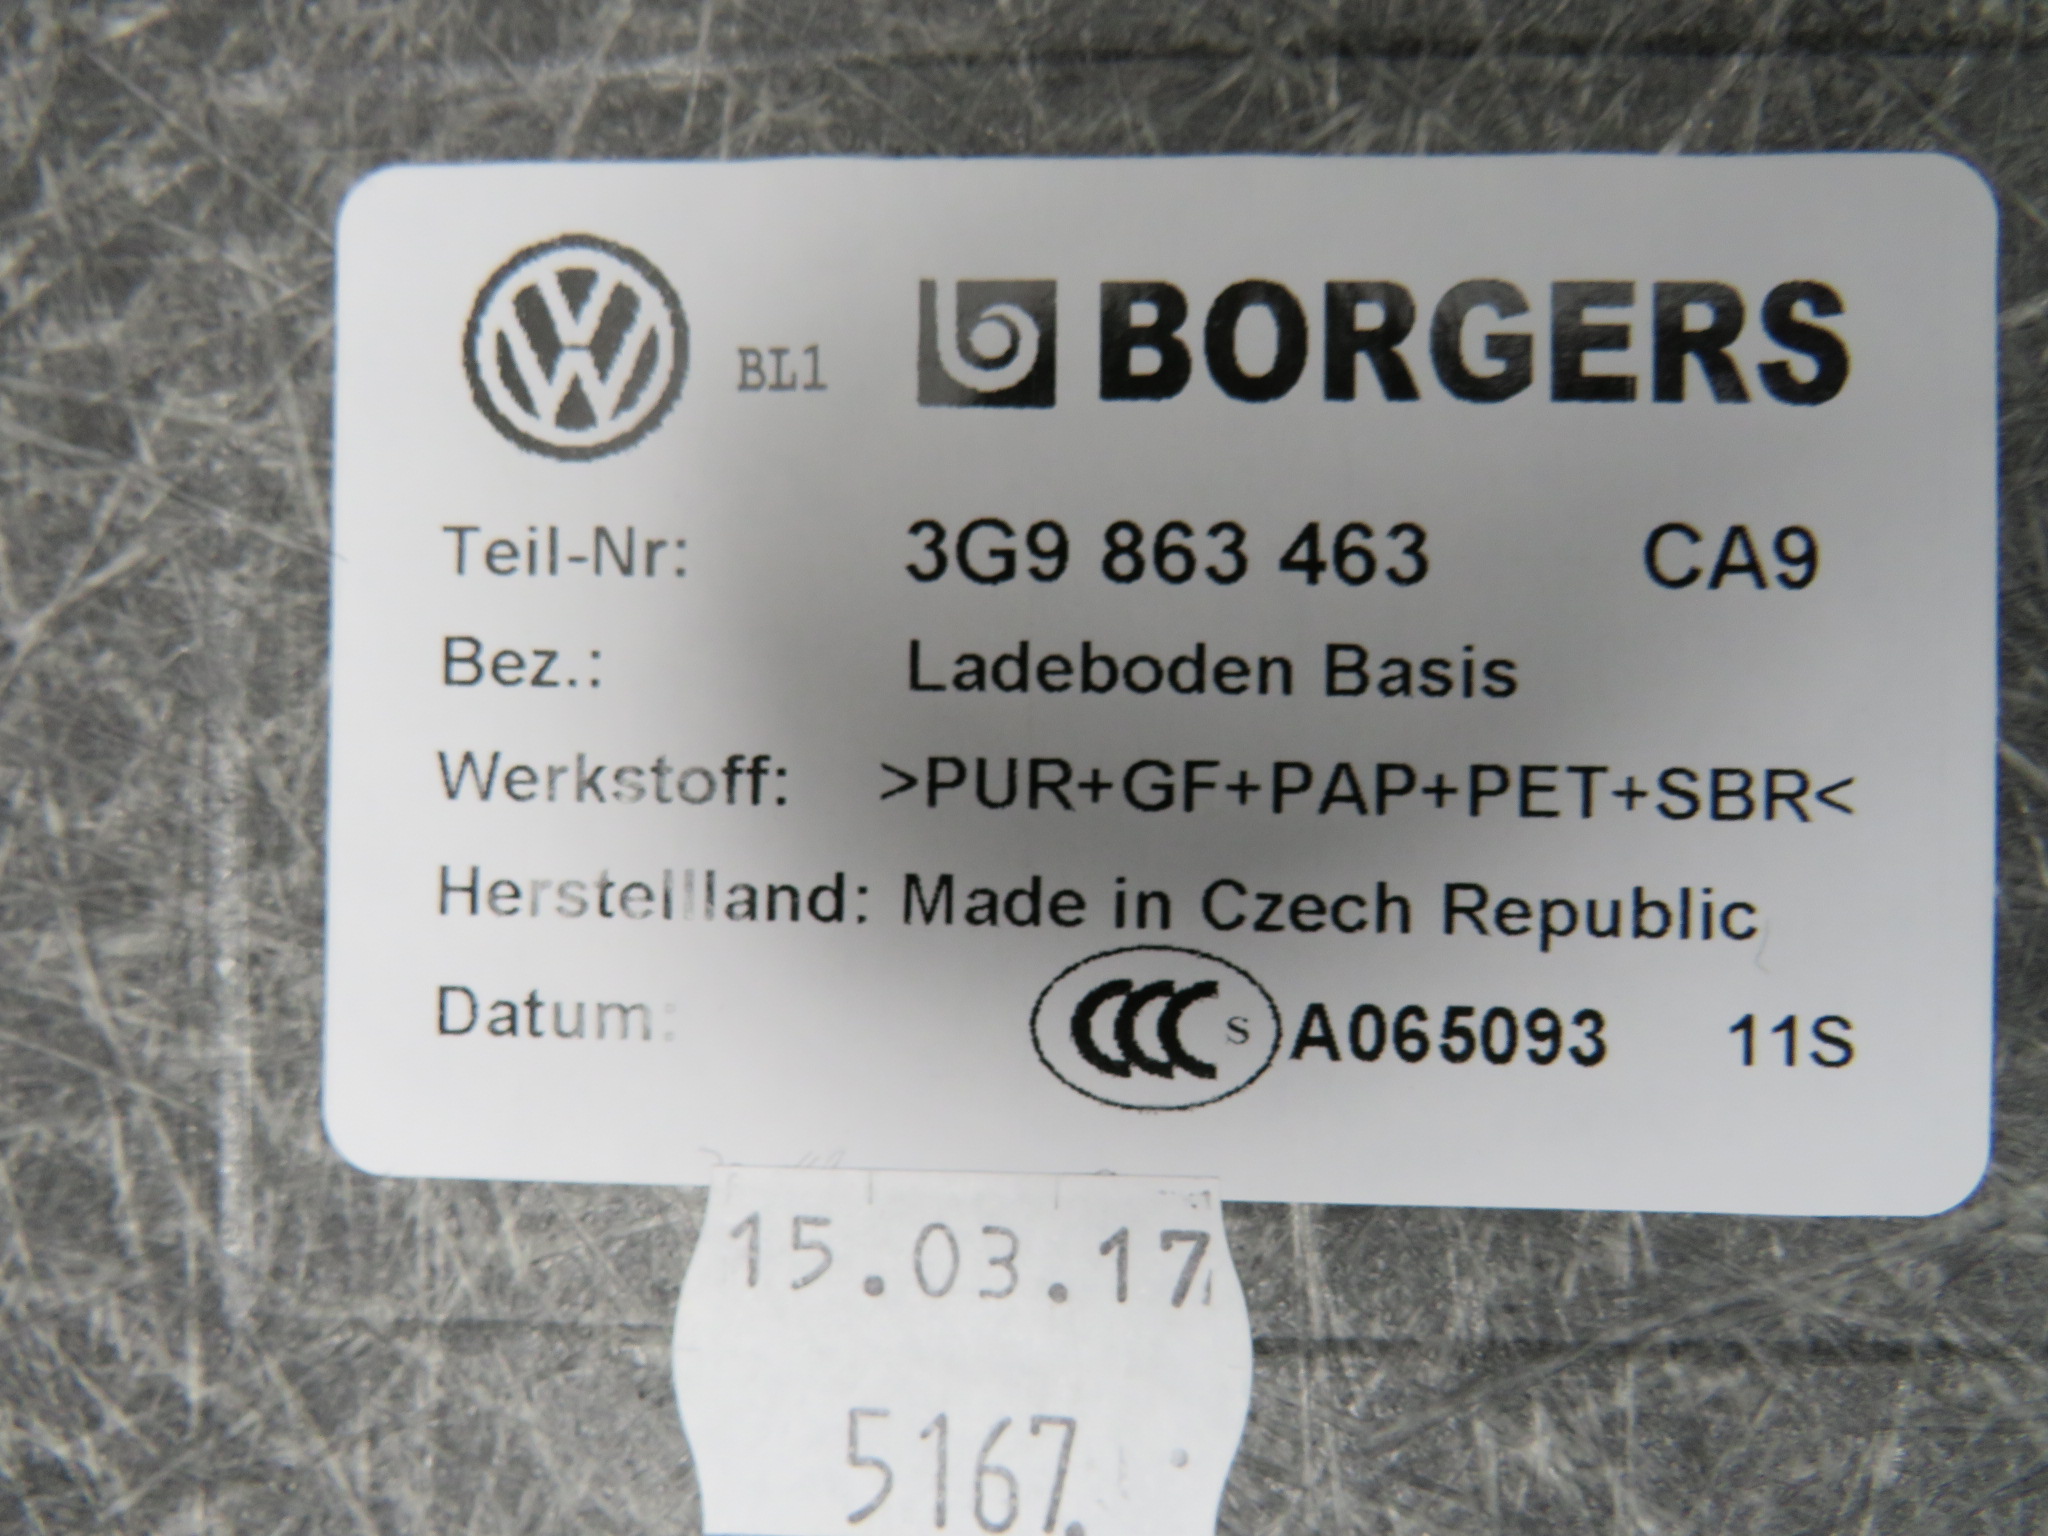 BL1 BORGERS
Teil-Nr: 3G9 863 463 CA9
Bez.: Ladeboden Basis
Werkstoff: >PUR+GF+PAP+PET+SBR<
Herstellland: Made in Czech Republic
Datum: CCC S A065093 11S
15.03.17
5167.